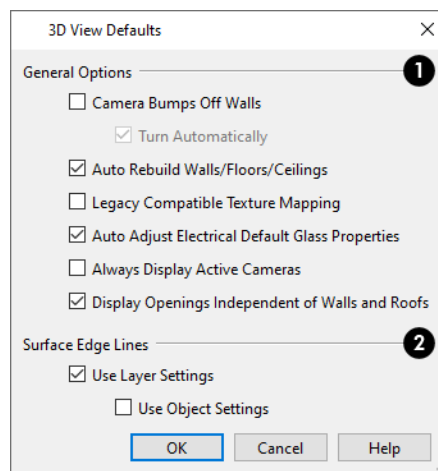 3D View Defaults
General Options 1
Camera Bumps Off Walls
Turn Automatically
Auto Rebuild Walls/Floors/Ceilings
Legacy Compatible Texture Mapping
Auto Adjust Electrical Default Glass Properties
Always Display Active Cameras
Display Openings Independent of Walls and Roofs
Surface Edge Lines 2
Use Layer Settings
Use Object Settings
OK Cancel Help